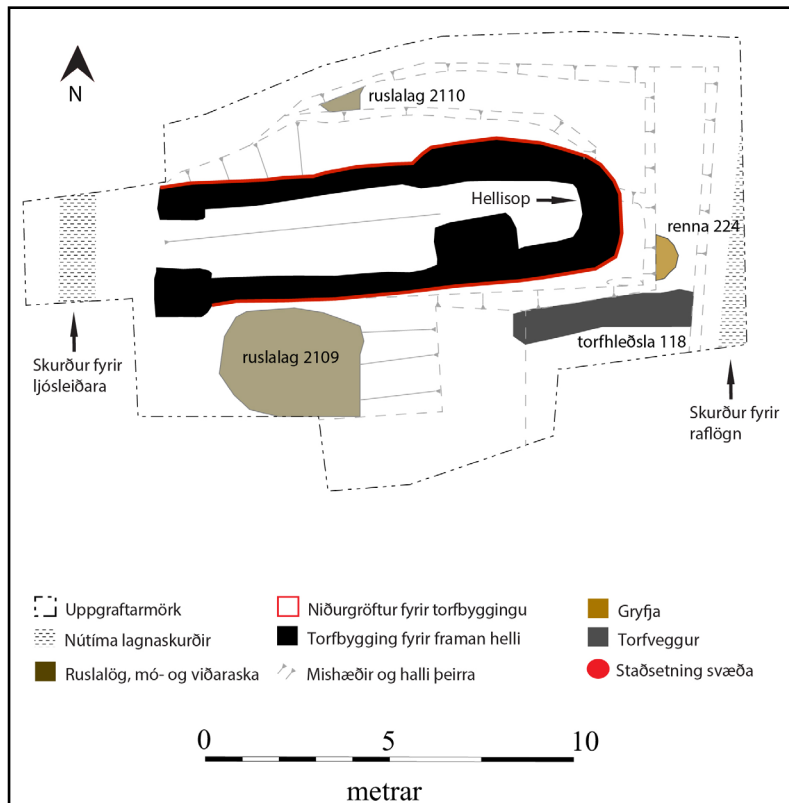 N
ruslalag 2110
Hellisop
renna 224
ruslalag 2109
torfhleðsla 118
Skurður fyrir
ljósleiðara
Skurður fyrir
raflögn
Uppgraftarmörk
Niðurgröftur fyrir torfbyggingu
Gryfja
Nútíma lagnaskurðir
Torfbygging fyrir framan helli
Torfveggur
Ruslalög, mó- og viðaraska
Mishæðir og halli þeirra
Staðsetning svæða
0 5 10
metrar